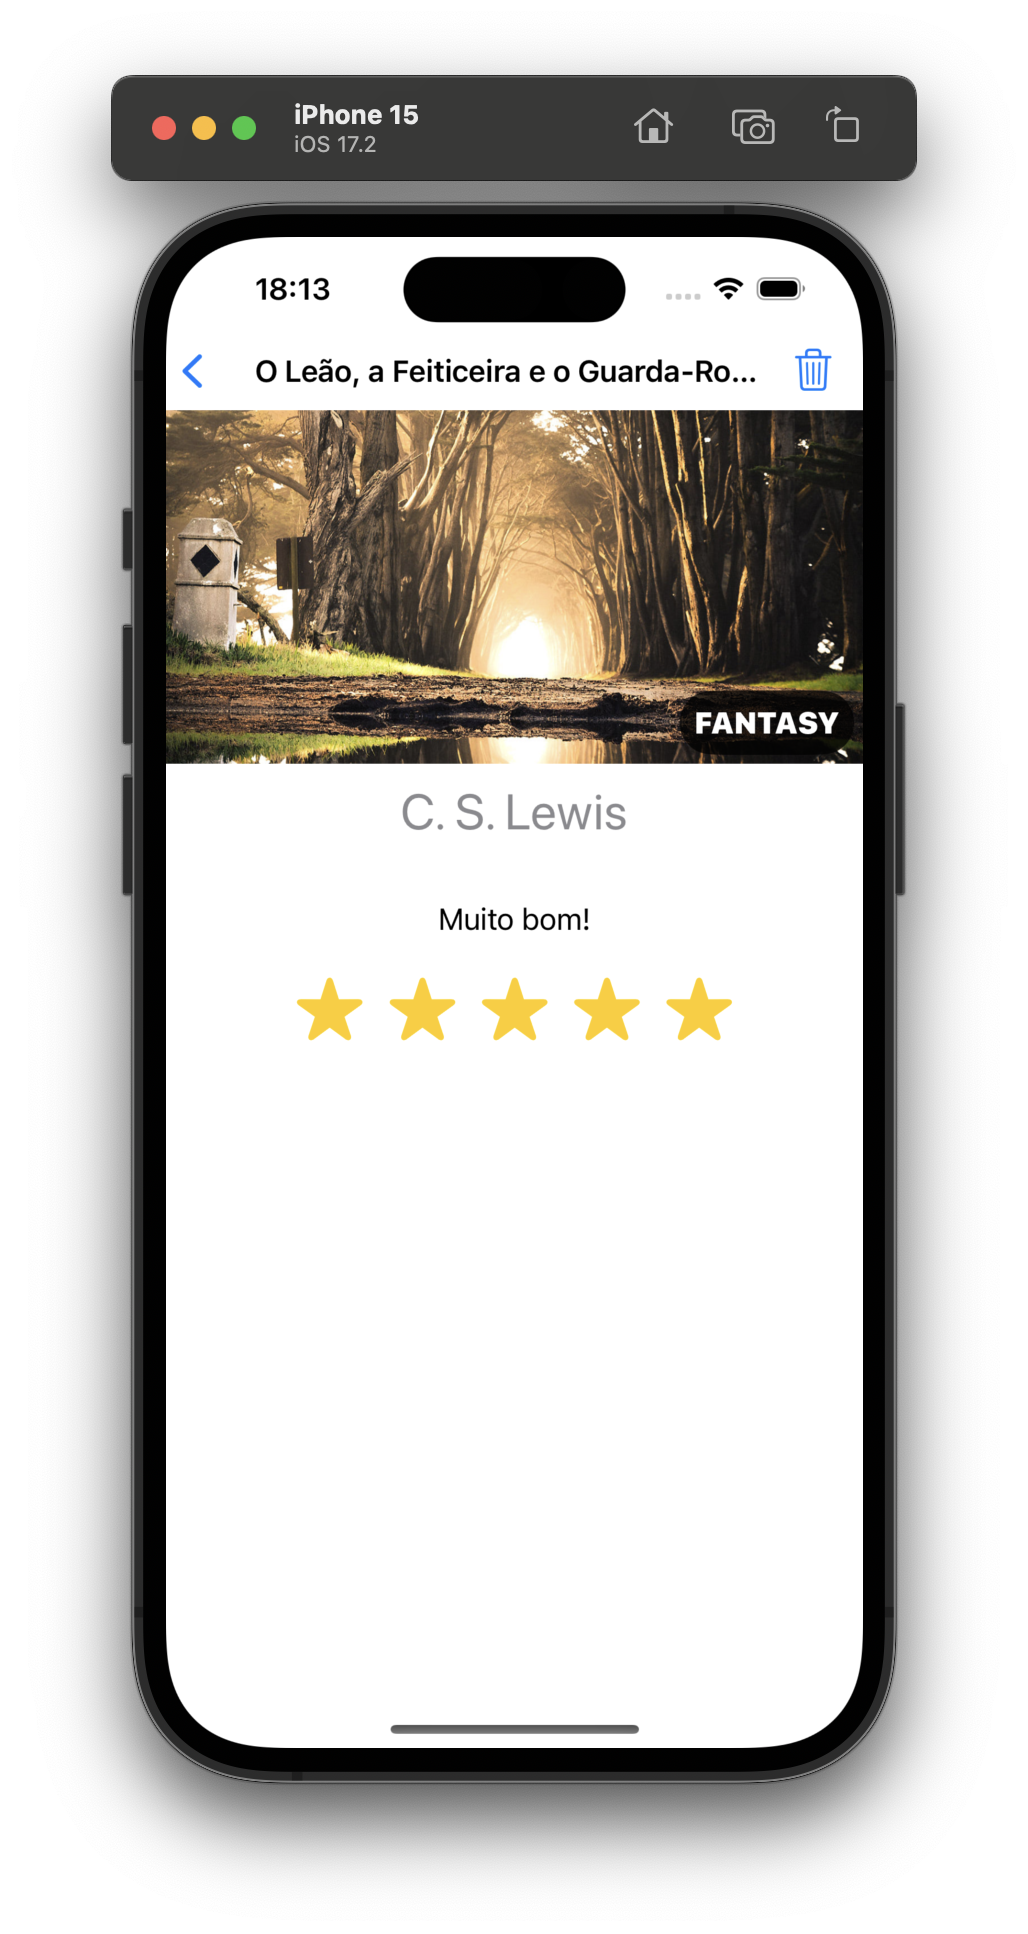 iPhone 15
iOS 17.2
18:13
O Leão, a Feiticeira e o Guarda-Ro...
FANTASY
C. S. Lewis
Muito bom!